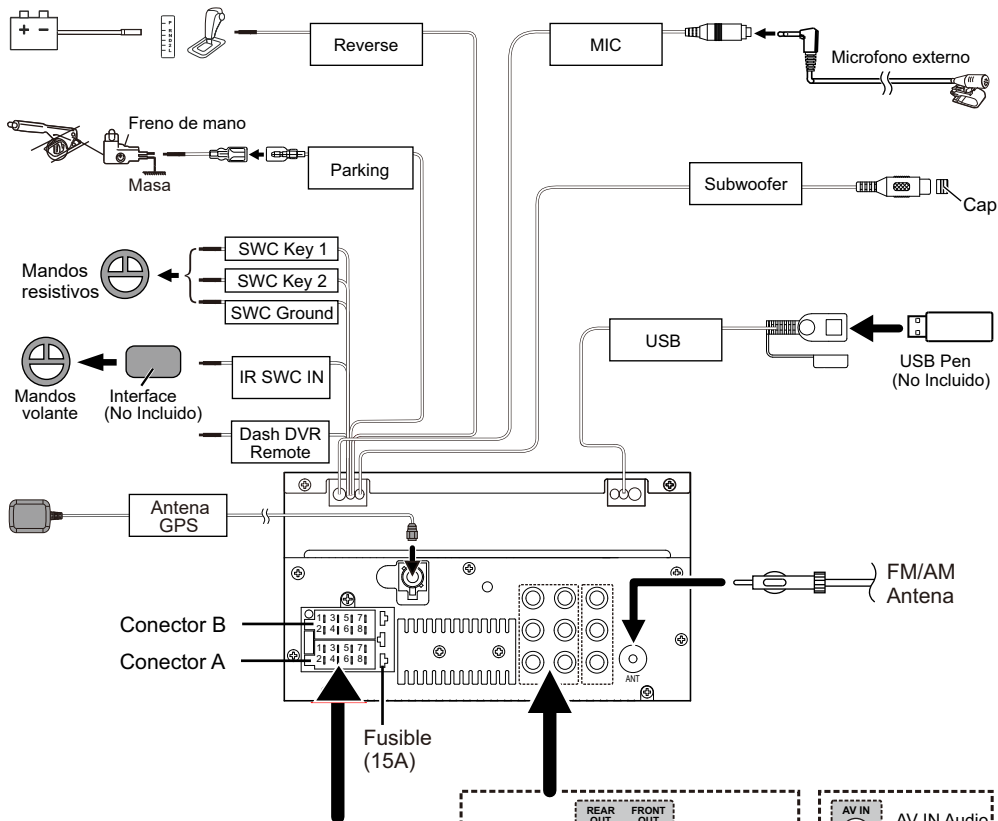 + -
P
R
N
D
2
L
Reverse
MIC
Microfono externo
Freno de mano
Masa
Parking
Subwoofer
Cap
SWC Key 1
SWC Key 2
SWC Ground
Mandos
resistivos
USB
USB Pen
(No Incluido)
IR SWC IN
Mandos
volante
Interface
(No Incluido)
Dash DVR
Remote
Antena
GPS
FM/AM
Antena
Conector B
1 3 5 7
2 4 6 8
Conector A
1 3 5 7
2 4 6 8
ANT
Fusible
(15A)
REAR
OUT
FRONT
OUT
AV IN
AV IN Audio